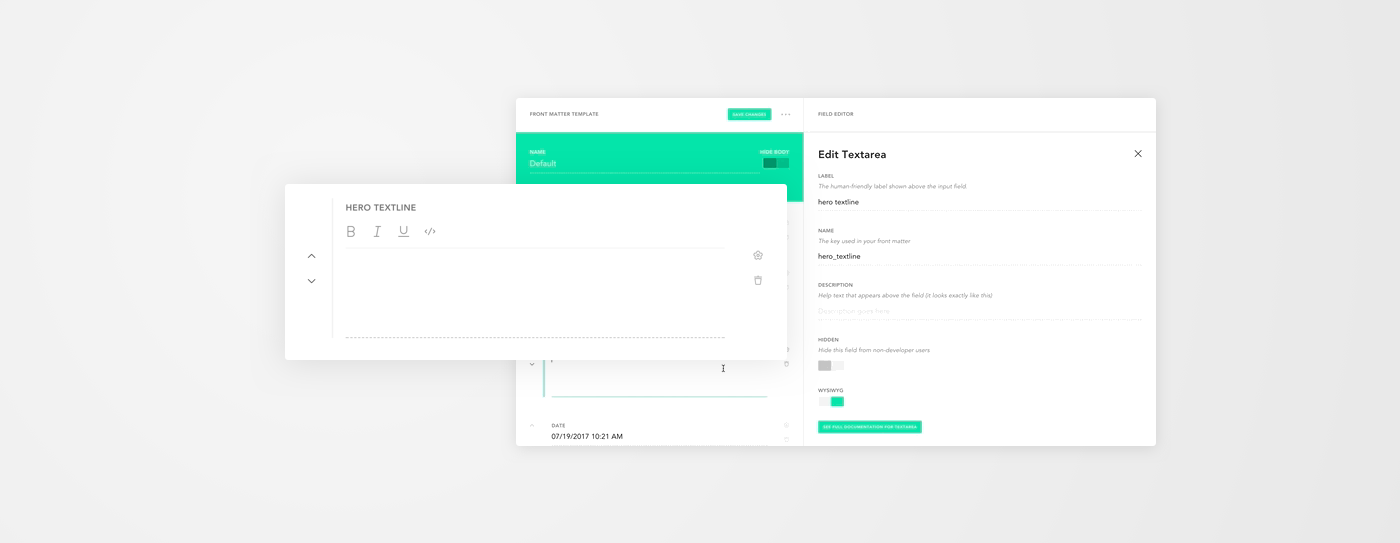 FRONT MATTER TEMPLATE
SAVE CHANGES
FIELD EDITOR
NAME
HIDE BODY
Default
Edit Textarea
LABEL
The human-friendly label shown above the input field
hero textline
NAME
The key used in your front matter
hero_textline
DESCRIPTION
Help text that appears above the field (it looks exactly like this)
Description goes here
HIDDEN
Hide this field from non-developer users
WYSIWYG
SEE FULL DOCUMENTATION FOR TEXTAREA
HERO TEXTLINE
B I U </>
DATE
07/19/2017 10:21 AM